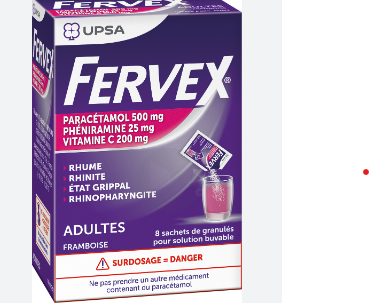 UPSA
FERVEX®
PARACÉTAMOL 500 mg
PHÉNIRAMINE 25 mg
VITAMINE C 200 mg
RHUME
RHINITE
ÉTAT GRIPPAL
RHINOPHARYNGITE
ADULTES
FRAMBOISE
8 sachets de granulés
pour solution buvable
SURDOSAGE = DANGER
Ne pas prendre un autre médicament
contenant du paracétamol